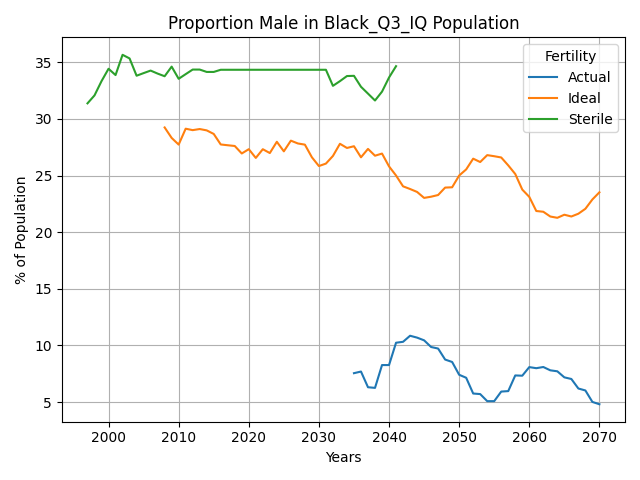 Proportion Male in Black_Q3_IQ Population
Fertility
Actual
Ideal
Sterile
% of Population
35
30
25
20
15
10
5
2000
2010
2020
2030
2040
2050
2060
2070
Years